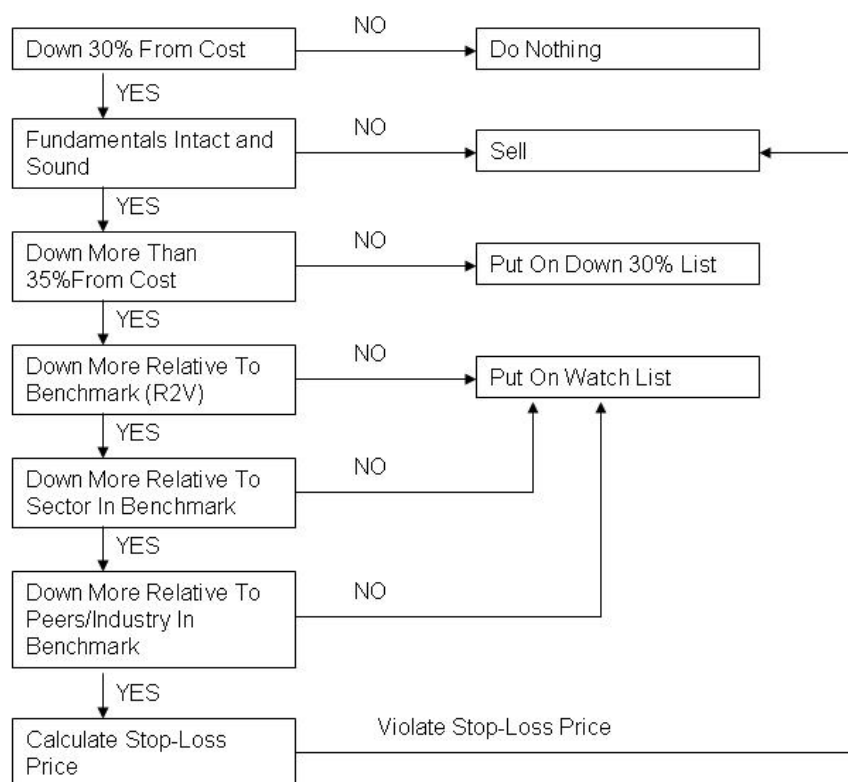 NO
Down 30% From Cost
Do Nothing
YES
Fundamentals Intact and
Sound
NO
Sell
YES
Down More Than
35%From Cost
NO
Put On Down 30% List
YES
Down More Relative To
Benchmark (R2V)
NO
Put On Watch List
YES
Down More Relative To
Sector In Benchmark
NO
YES
Down More Relative To
Peers/Industry In
Benchmark
NO
YES
Calculate Stop-Loss
Price
Violate Stop-Loss Price